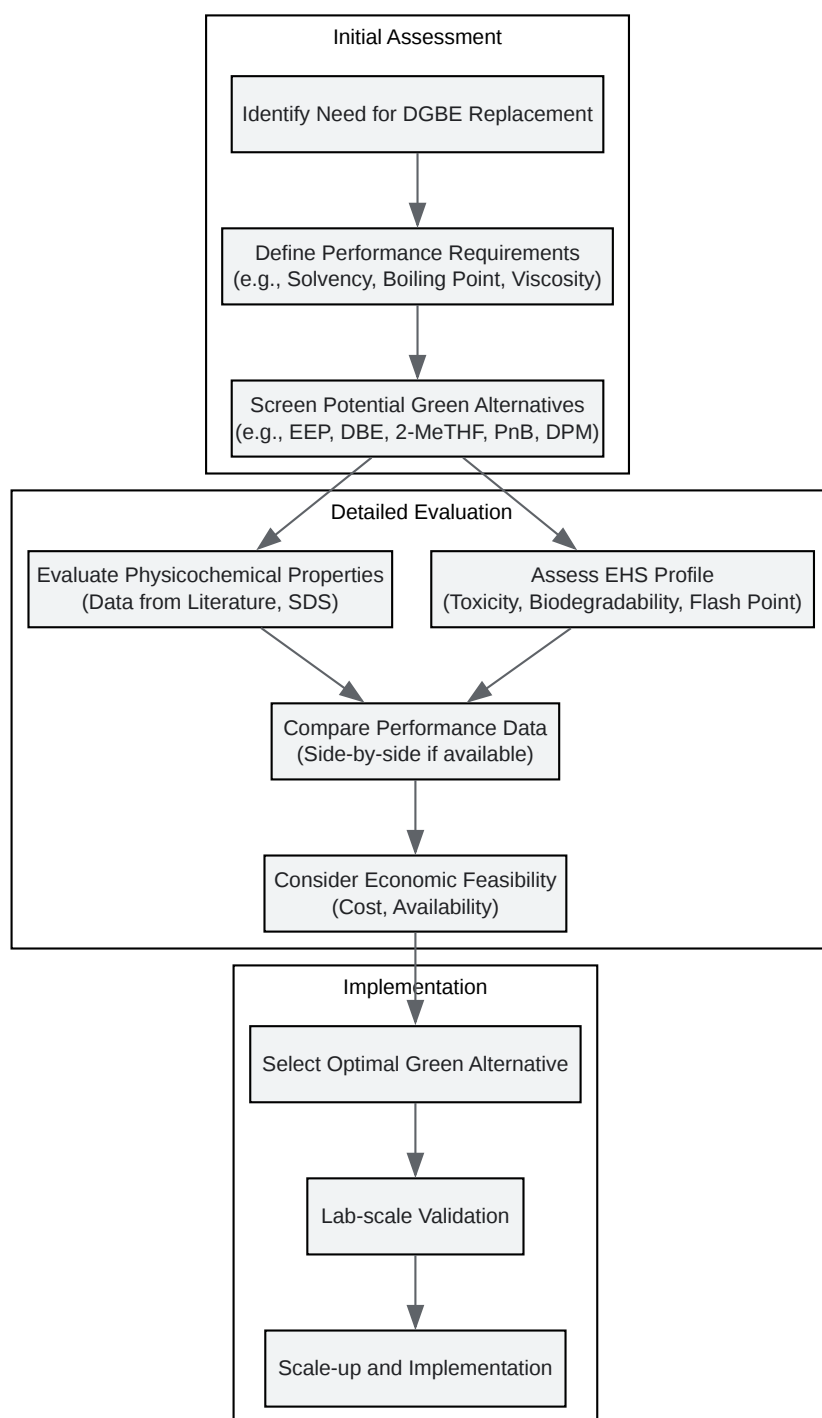 Initial Assessment
Identify Need for DGBE Replacement
Define Performance Requirements
(e.g., Solvency, Boiling Point, Viscosity)
Screen Potential Green Alternatives
(e.g., EEP, DBE, 2-MeTHF, PnB, DPM)
Detailed Evaluation
Evaluate Physicochemical Properties
(Data from Literature, SDS)
Assess EHS Profile
(Toxicity, Biodegradability, Flash Point)
Compare Performance Data
(Side-by-side if available)
Consider Economic Feasibility
(Cost, Availability)
Implementation
Select Optimal Green Alternative
Lab-scale Validation
Scale-up and Implementation